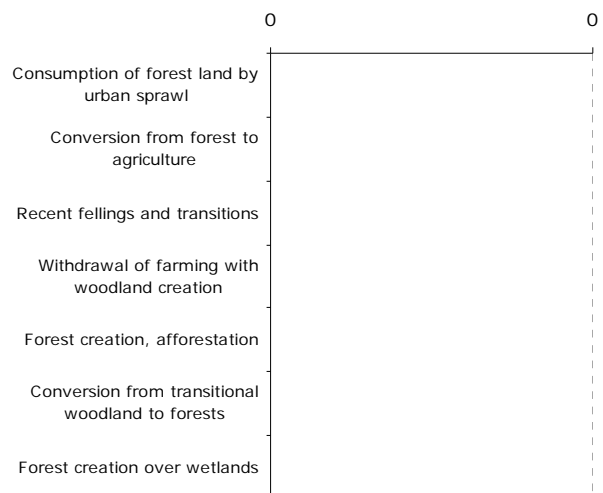 0 0
Consumption of forest land by
urban sprawl
Conversion from forest to
agriculture
Recent fellings and transitions
Withdrawal of farming with
woodland creation
Forest creation, afforestation
Conversion from transitional
woodland to forests
Forest creation over wetlands